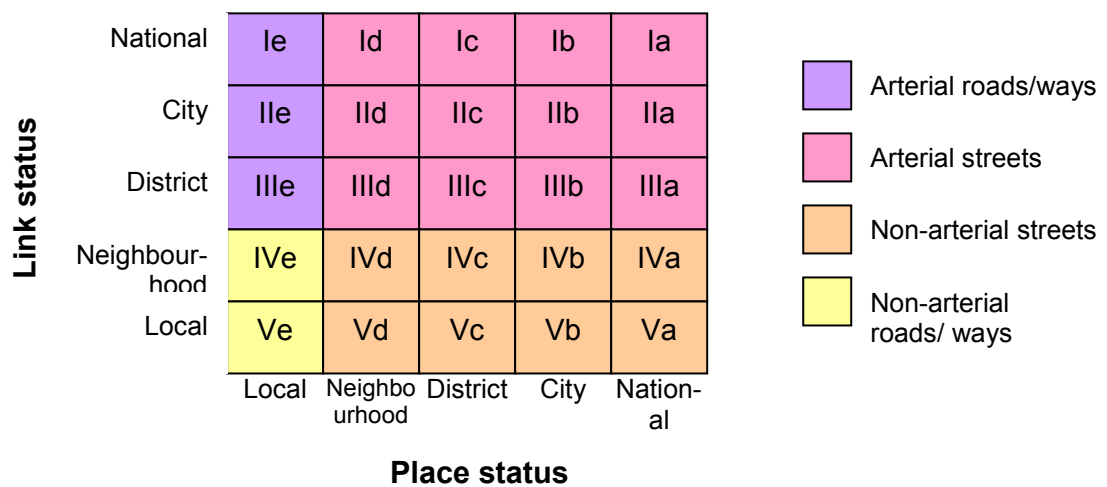 National
Ie Id Ic Ib Ia
City
IIe IId IIc IIb IIa
District
IIIe IIId IIIc IIIb IIIa
Neighbour-
hood
IVe IVd IVc IVb IVa
Local
Ve Vd Vc Vb Va
Link status
Local
Neighbo
urhood
District
City
Nation-
al
Place status
Arterial roads/ways
Arterial streets
Non-arterial streets
Non-arterial
roads/ ways